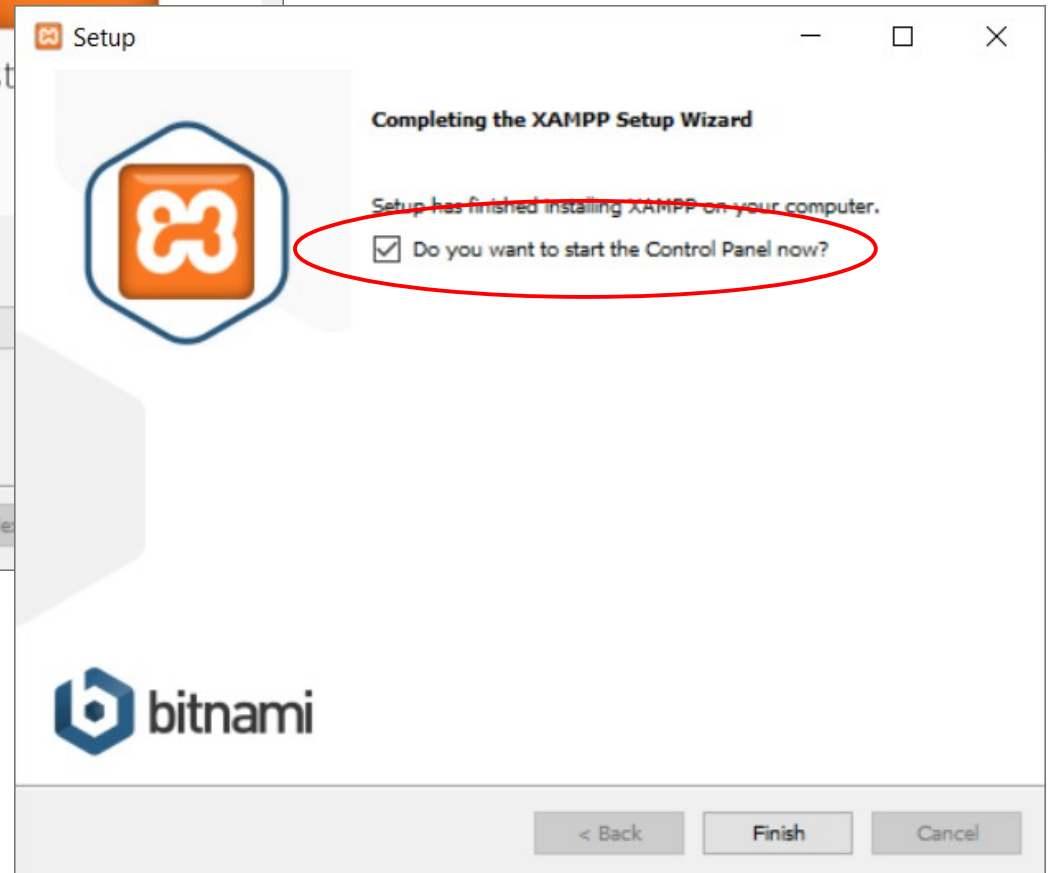 Setup
Completing the XAMPP Setup Wizard
Setup has finished installing XAMPP on your computer.
Do you want to start the Control Panel now?
bitnami
< Back
Finish
Cancel